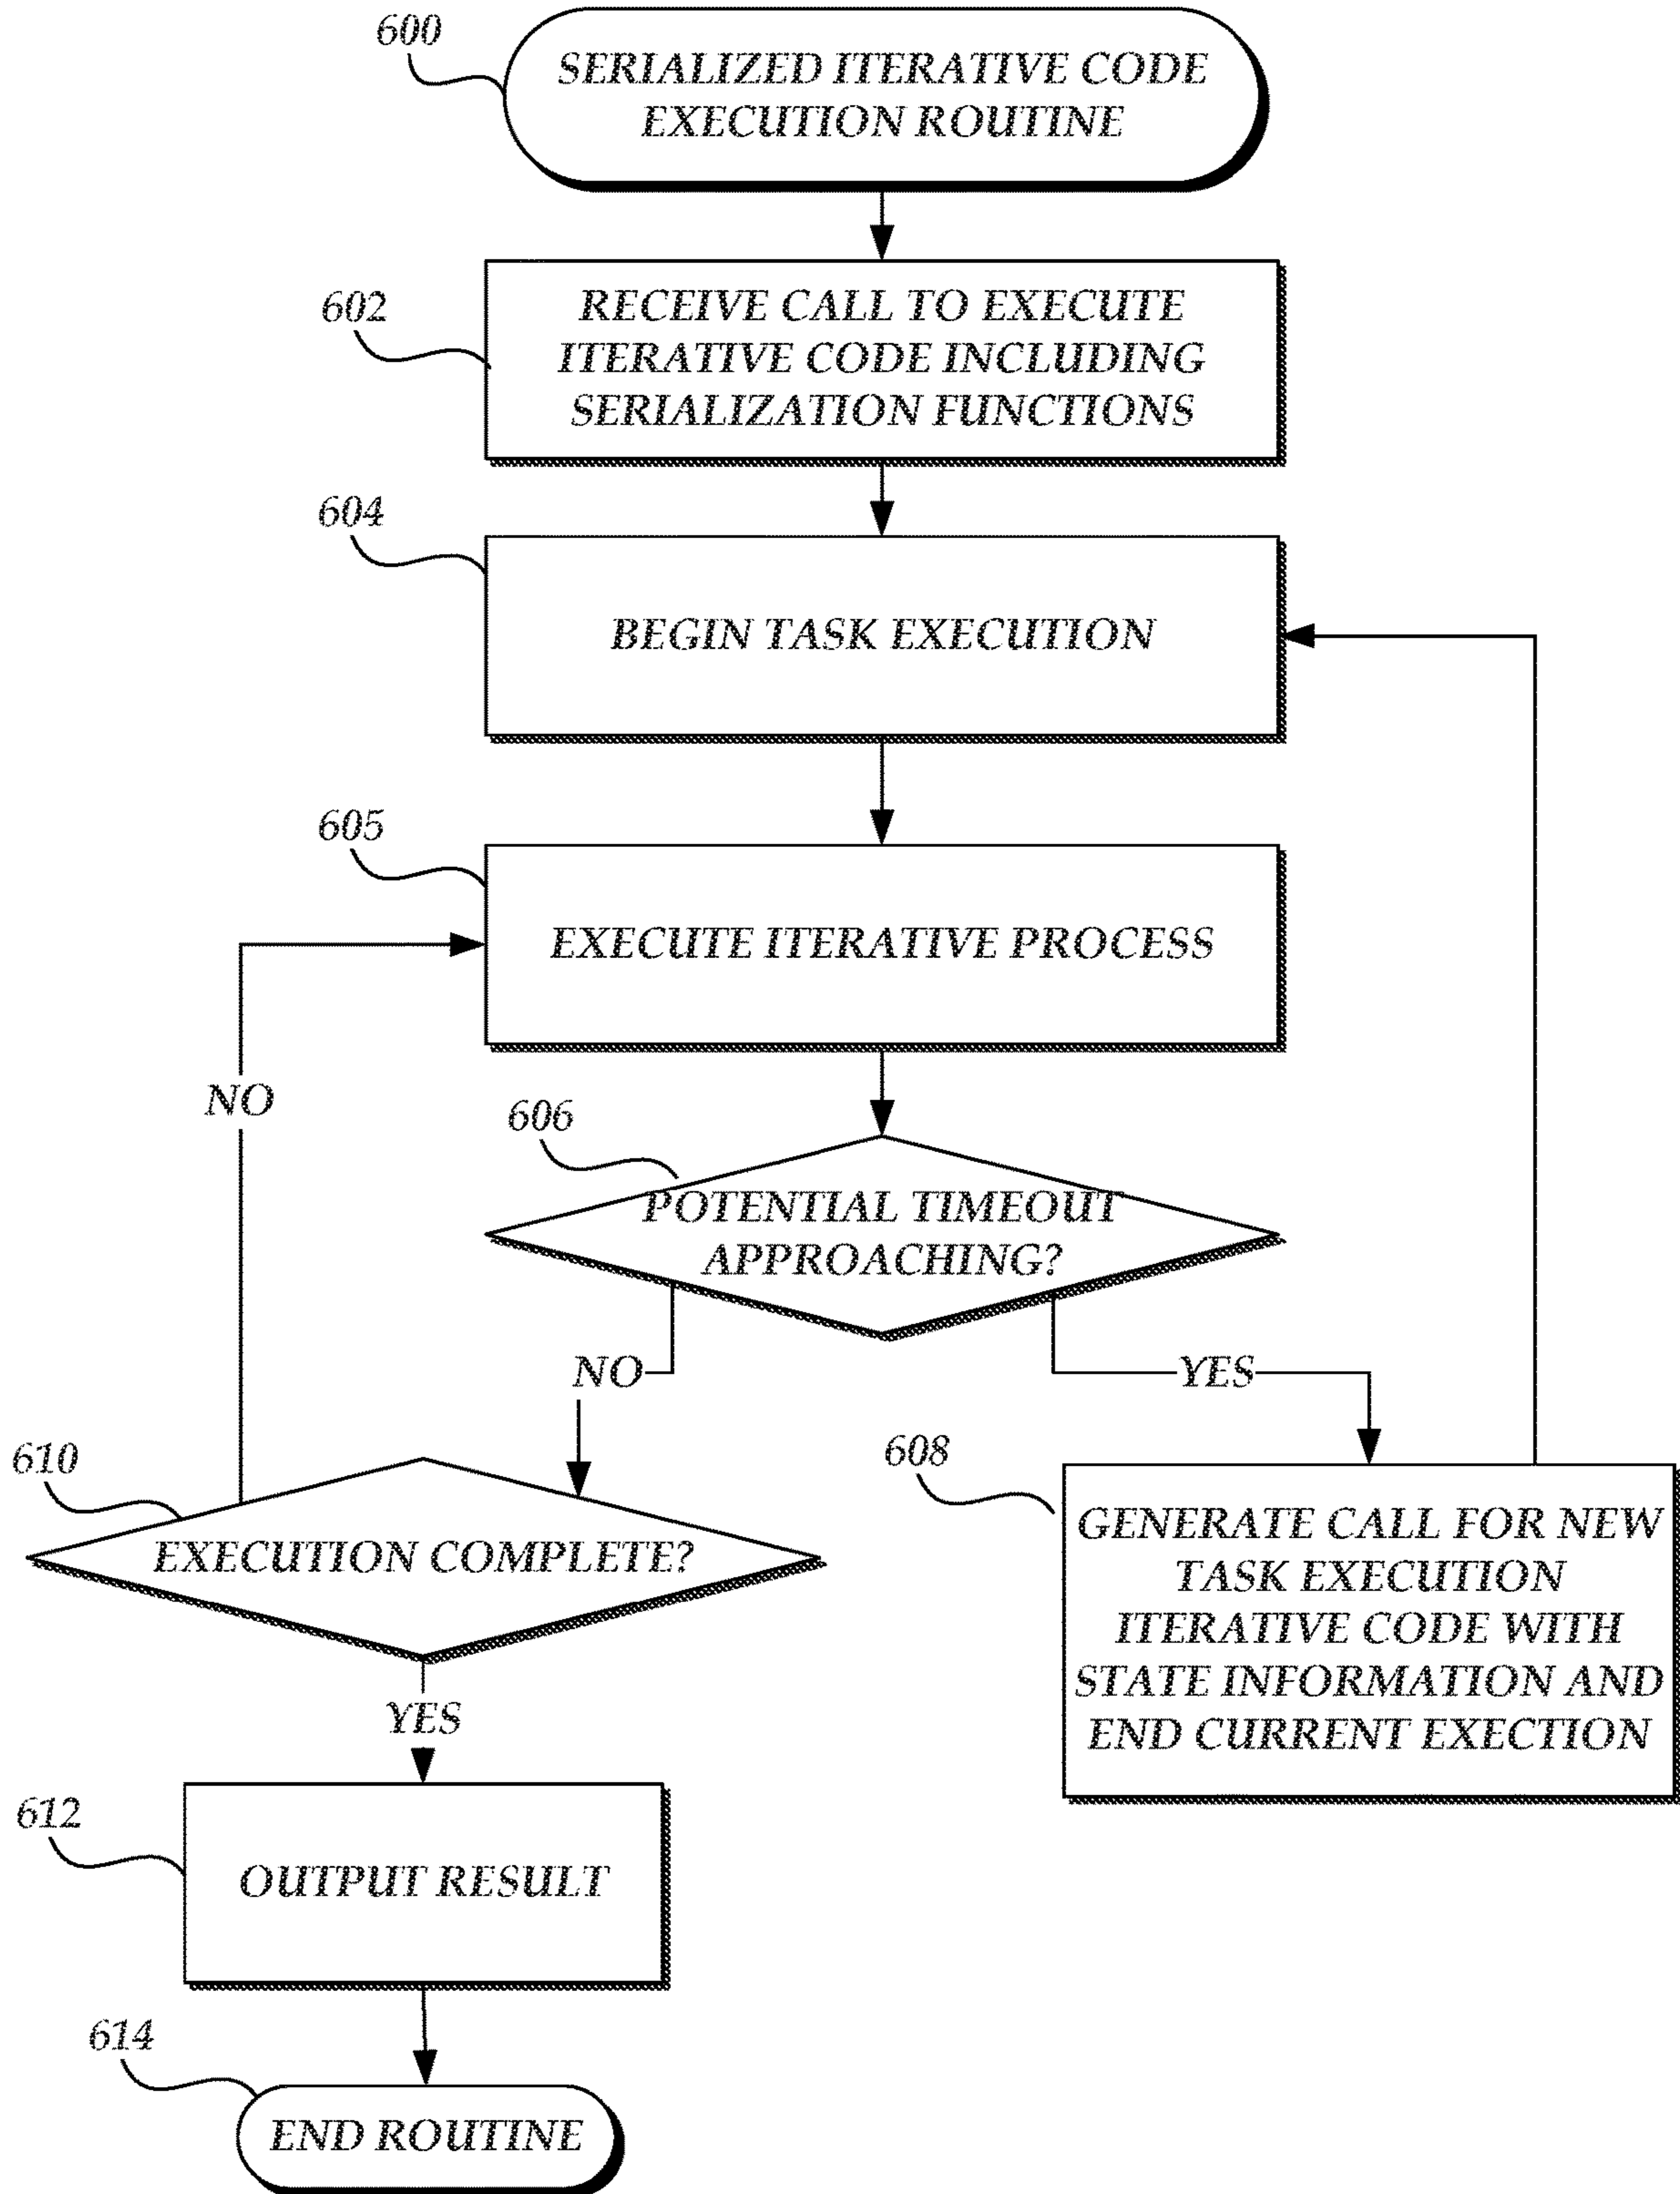 600
SERIALIZED ITERATIVE CODE
EXECUTION ROUTINE
602
RECEIVE CALL TO EXECUTE
ITERATIVE CODE INCLUDING
SERIALIZATION FUNCTIONS
604
BEGIN TASK EXECUTION
605
EXECUTE ITERATIVE PROCESS
NO
606
POTENTIAL TIMEOUT
APPROACHING?
NO
YES
610
EXECUTION COMPLETE?
608
GENERATE CALL FOR NEW
TASK EXECUTION
ITERATIVE CODE WITH
STATE INFORMATION AND
END CURRENT EXECTION
YES
612
OUTPUT RESULT
614
END ROUTINE